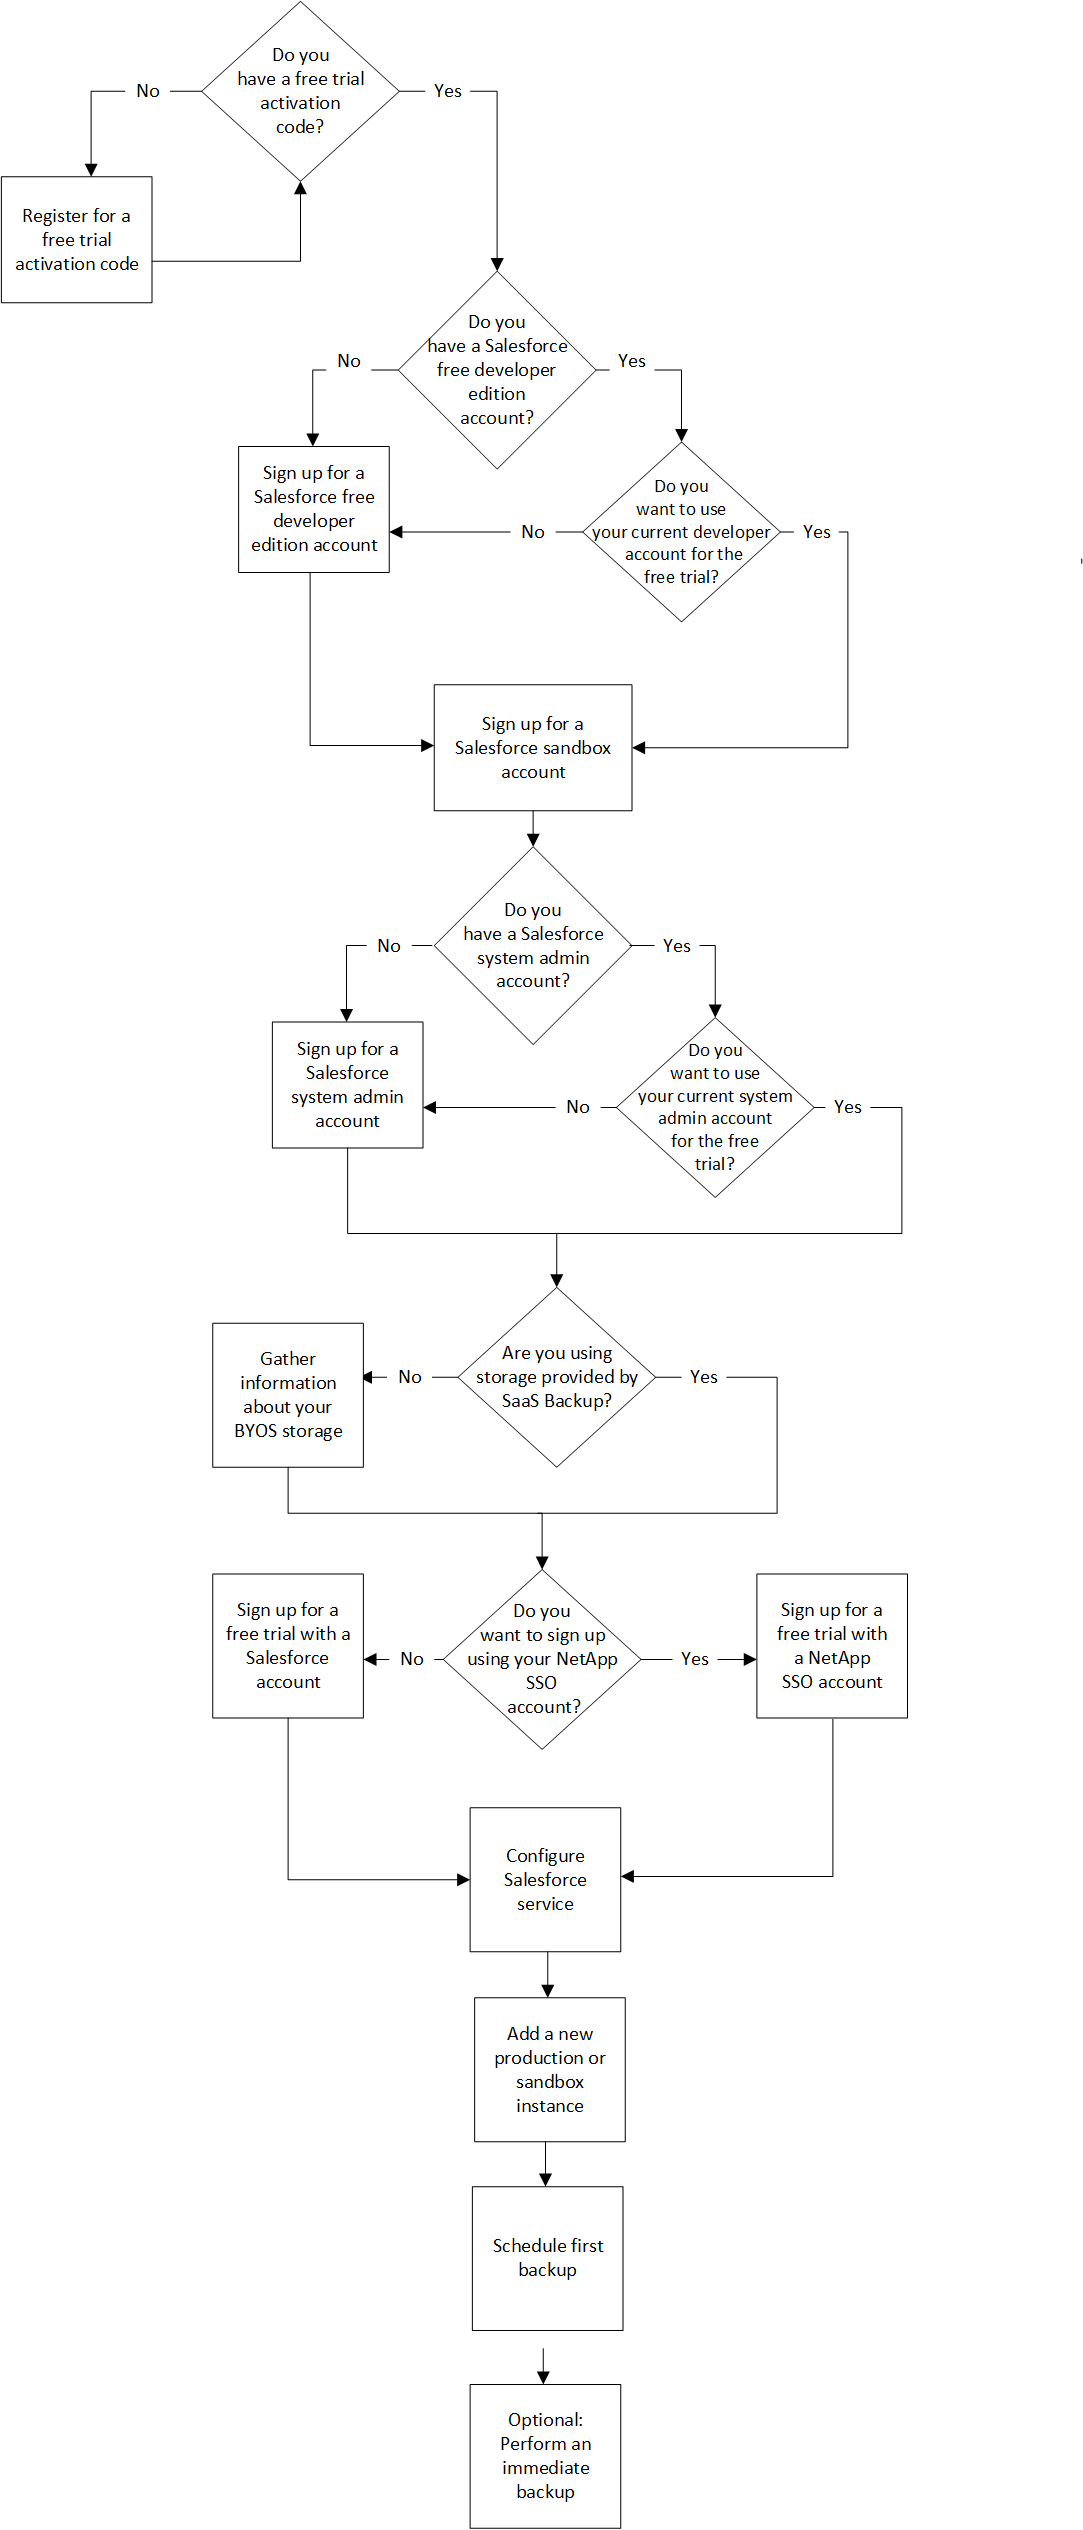 Do you
have a free trial
activation
code?
No
Yes
Register for a
free trial
activation code
Do you
have a Salesforce
free developer
edition
account?
No
Yes
Sign up for a
Salesforce free
developer
edition account
Do you
want to use
your current developer
account for the
free trial?
No
Yes
Sign up for a
Salesforce sandbox
account
Do you
have a Salesforce
system admin
account?
No
Yes
Sign up for a
Salesforce
system admin
account
Do you
want to use
your current system
admin account
for the free
trial?
No
Yes
Gather
information
about your
BYOS storage
No
Are you using
storage provided by
SaaS Backup?
Yes
Sign up for a
free trial with a
Salesforce
account
No
Do you
want to sign up
using your NetApp
SSO
account?
Yes
Sign up for a
free trial with
a NetApp
SSO account
Configure
Salesforce
service
Add a new
production or
sandbox
instance
Schedule first
backup
Optional:
Perform an
immediate
backup